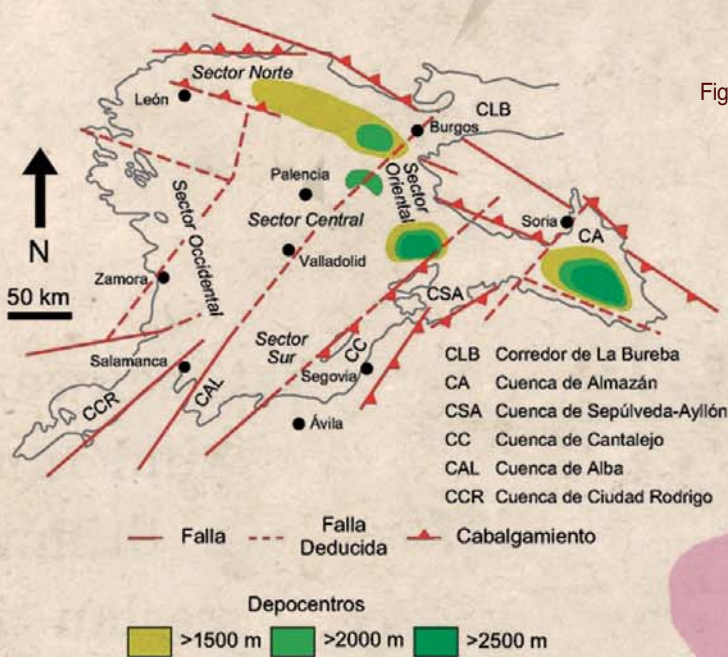 Sector Norte
León
Burgos
CLB
Fig
Palencia
Sector Oriental
Sector Occidental
Sector Central
Soria
CA
N
Valladolid
Zamora
50 km
CSA
Sector Sur
CC
Salamanca
Segovia
CCR
CAL
Ávila
CLB Corredor de La Bureba
CA Cuenca de Almazán
CSA Cuenca de Sepúlveda-Ayllón
CC Cuenca de Cantalejo
CAL Cuenca de Alba
CCR Cuenca de Ciudad Rodrigo
Falla
Falla Deducida
Cabalgamiento
Depocentros
>1500 m >2000 m >2500 m